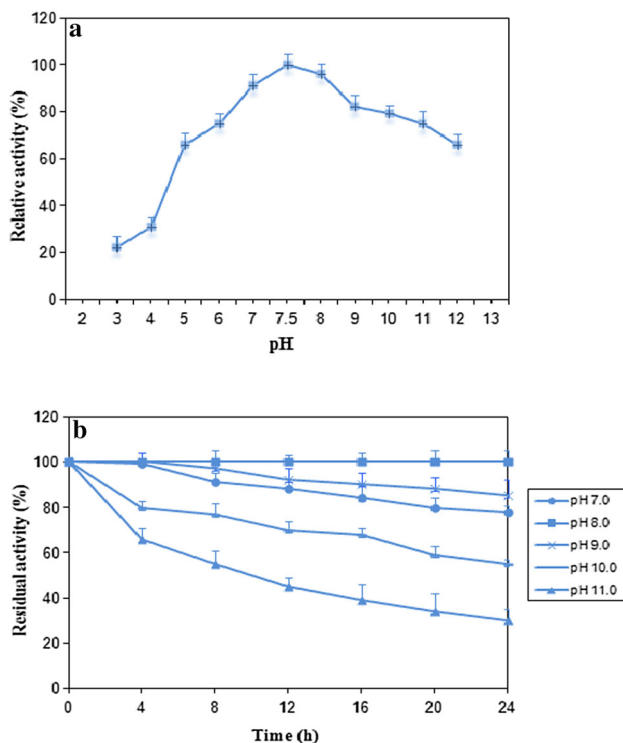 a
120
100
80
60
40
20
0
Relative activity (%)
2 3 4 5 6 7 7.5 8 9 10 11 12 13
pH
b
120
100
80
60
40
20
0
Residual activity (%)
0 4 8 12 16 20 24
Time (h)
pH 7.0
pH 8.0
pH 9.0
pH 10.0
pH 11.0